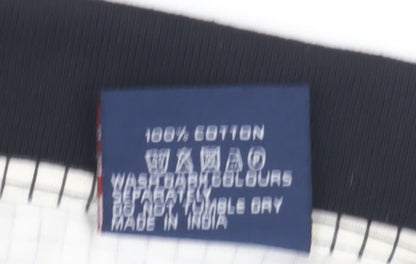 100% COTTON
WASH DARK COLOURS
SEPARATELY
DO NOT TUMBLE DRY
MADE IN INDIA